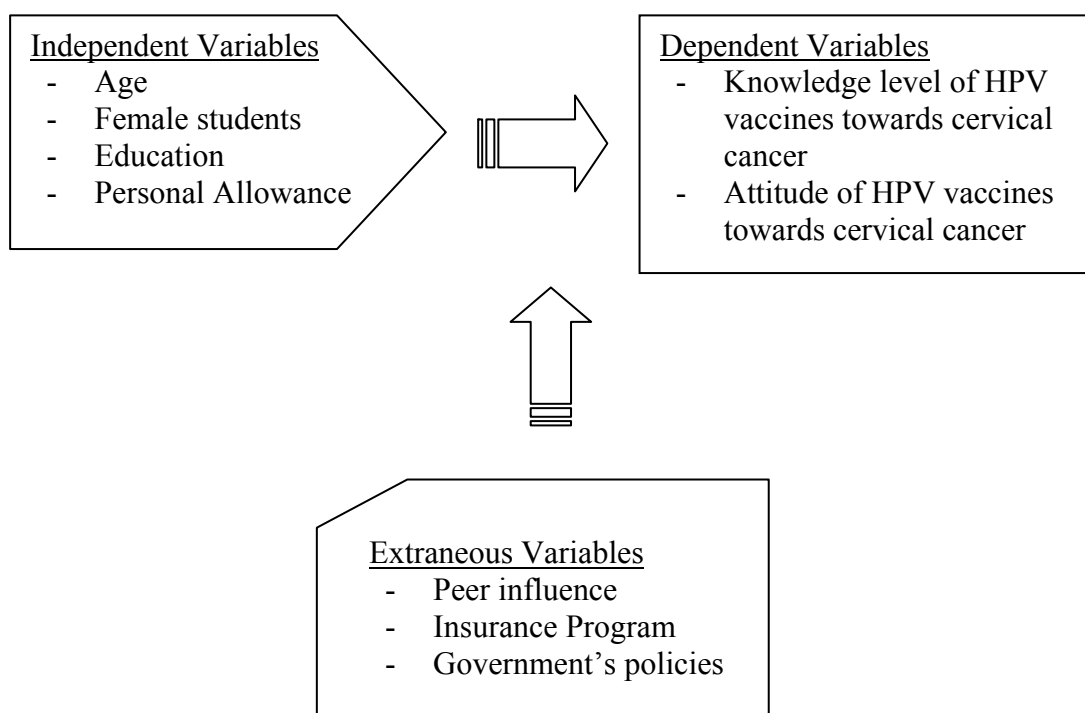 Independent Variables
- Age
- Female students
- Education
- Personal Allowance
Dependent Variables
- Knowledge level of HPV
vaccines towards cervical
cancer
- Attitude of HPV vaccines
towards cervical cancer
Extraneous Variables
- Peer influence
- Insurance Program
- Government’s policies